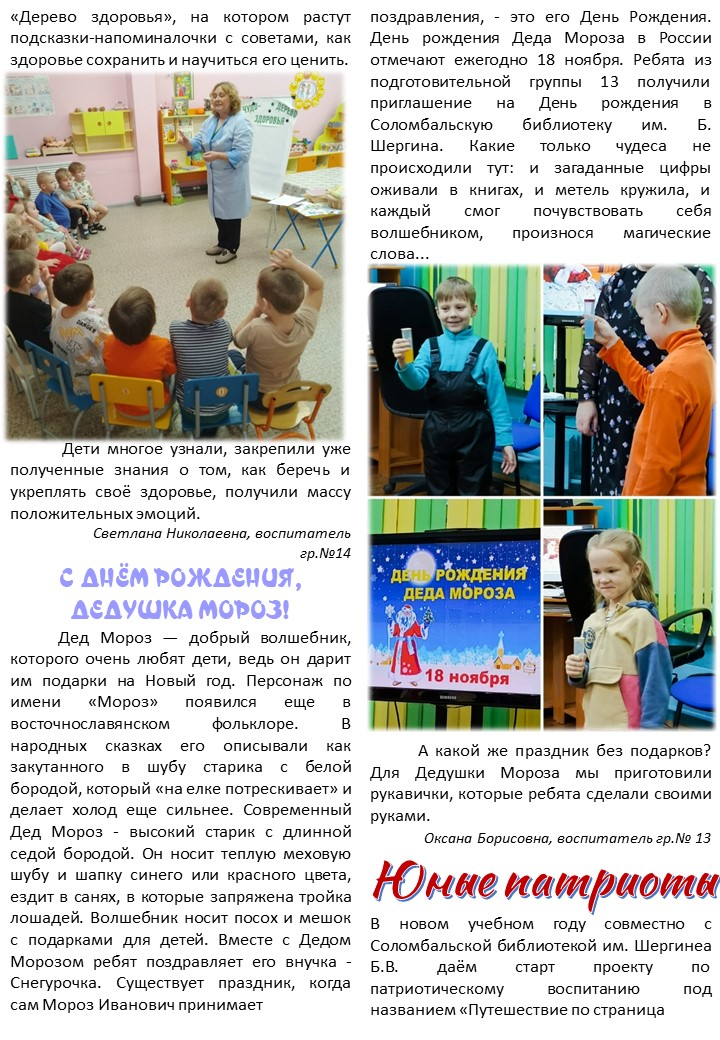 «Дерево здоровья», на котором растут
подсказки-напоминалочки с советами, как
здоровье сохранить и научиться его ценить.
ЧУДО ДЕРЕВО
ЗДОРОВЬЕ
Дети многое узнали, закрепили уже
полученные знания о том, как беречь и
укреплять своё здоровье, получили массу
положительных эмоций.
Светлана Николаевна, воспитатель
гр.№14
С ДНЁМ РОЖДЕНИЯ,
ДЕДУШКА МОРОЗ!
Дед Мороз — добрый волшебник,
которого очень любят дети, ведь он дарит
им подарки на Новый год. Персонаж по
имени «Мороз» появился еще в
восточнославянском фольклоре. В
народных сказках его описывали как
закутанного в шубу старика с белой
бородой, который «на елке потрескивает» и
делает холод еще сильнее. Современный
Дед Мороз - высокий старик с длинной
седой бородой. Он носит теплую меховую
шубу и шапку синего или красного цвета,
ездит в санях, в которые запряжена тройка
лошадей. Волшебник носит посох и мешок
с подарками для детей. Вместе с Дедом
Морозом ребят поздравляет его внучка -
Снегурочка. Существует праздник, когда
сам Мороз Иванович принимает
поздравления, - это его День Рождения.
День рождения Деда Мороза в России
отмечают ежегодно 18 ноября. Ребята из
подготовительной группы 13 получили
приглашение на День рождения в
Соломбальскую библиотеку им. Б.
Шергина. Какие только чудеса не
происходили тут: и загаданные цифры
оживали в книгах, и метель кружила, и
каждый смог почувствовать себя
волшебником, произнося магические
слова...
ДЕНЬ РОЖДЕНИЯ
ДЕДА МОРОЗА
18 ноября
А какой же праздник без подарков?
Для Дедушки Мороза мы приготовили
рукавички, которые ребята сделали своими
руками.
Оксана Борисовна, воспитатель гр.№ 13
Юные патриоты
В новом учебном году совместно с
Соломбальской библиотекой им. Шергинеа
Б.В. даём старт проекту по
патриотическому воспитанию под
названием «Путешествие по страница